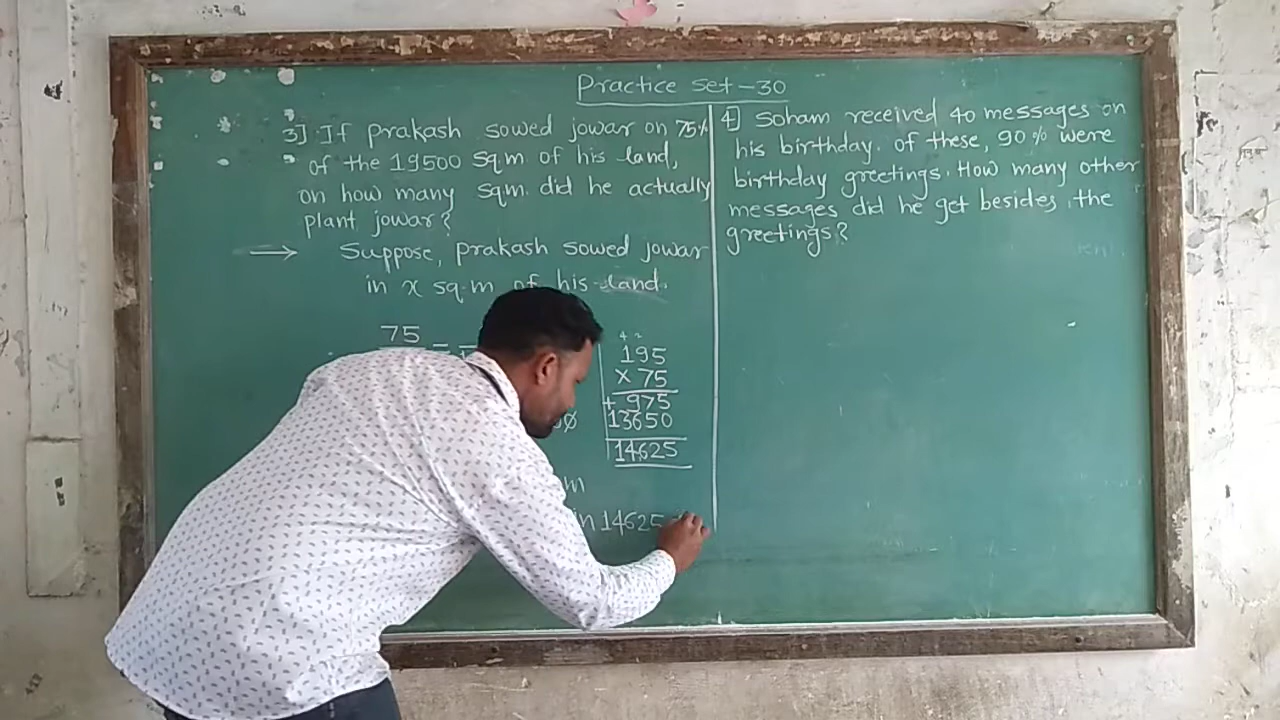 Practice set-30
3] If prakash sowed jowar on 75%
of the 19500 sq.m of his land,
on how many sqm. did he actually
plant jowar?
→ Suppose, prakash sowed jowar
in x sq.m of his land.
75
=
4 2
195
× 75
+ 975
13650
14625
m
in 14625
4] Soham received 40 messages on
his birthday. Of these, 90% were
birthday greetings. How many other
messages did he get besides, the
greetings?